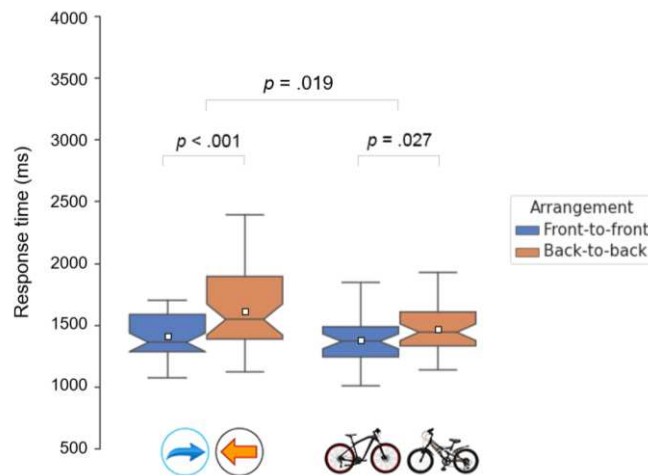 4000
3500
3000
2500
2000
1500
1000
500
Response time (ms)
p = .019
p < .001
p = .027
Arrangement
Front-to-front
Back-to-back